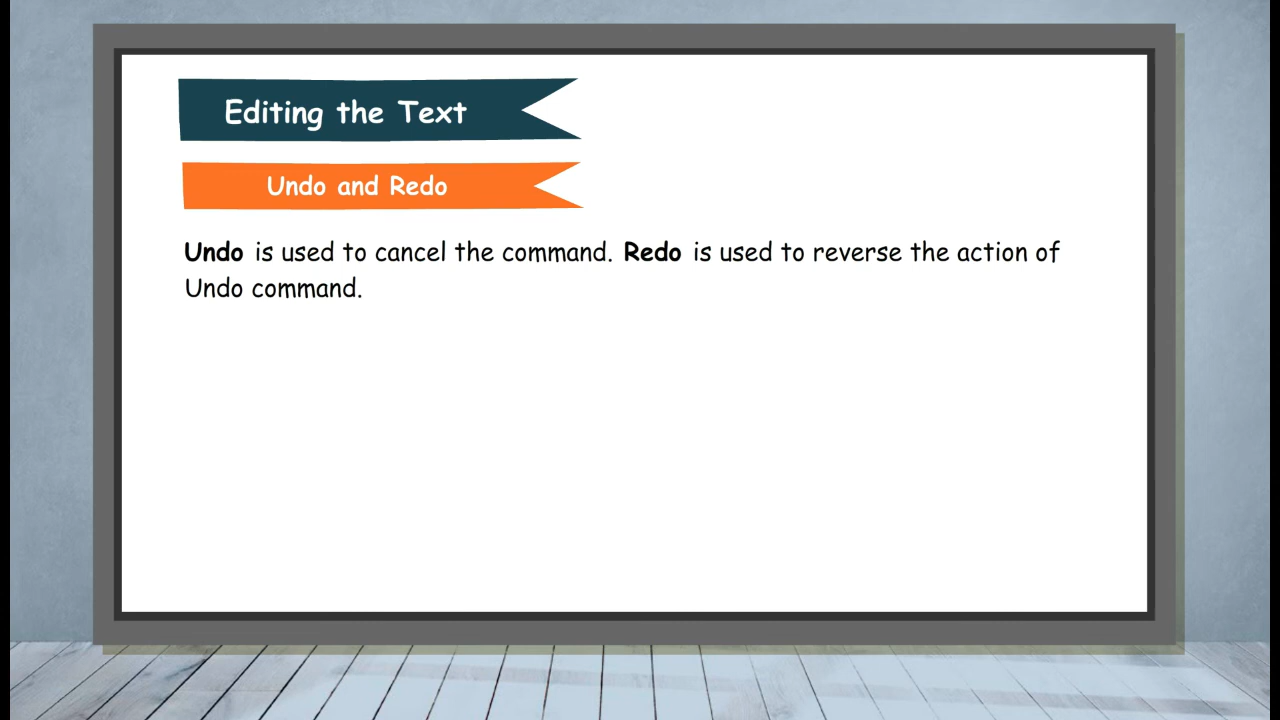 Editing the Text
Undo and Redo
Undo is used to cancel the command. Redo is used to reverse the action of
Undo command.